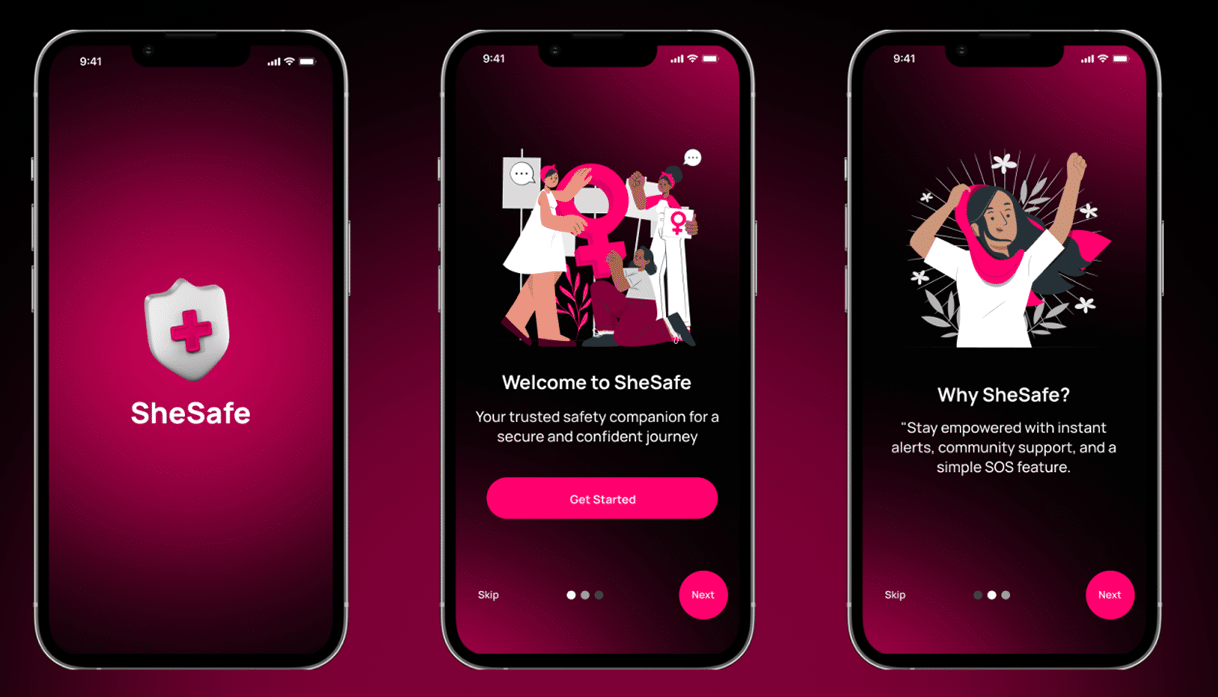 9:41
SheSafe
9:41
Welcome to SheSafe
Your trusted safety companion for a
secure and confident journey
Get Started
Skip
Next
9:41
Why SheSafe?
"Stay empowered with instant
alerts, community support, and a
simple SOS feature.
Skip
Next